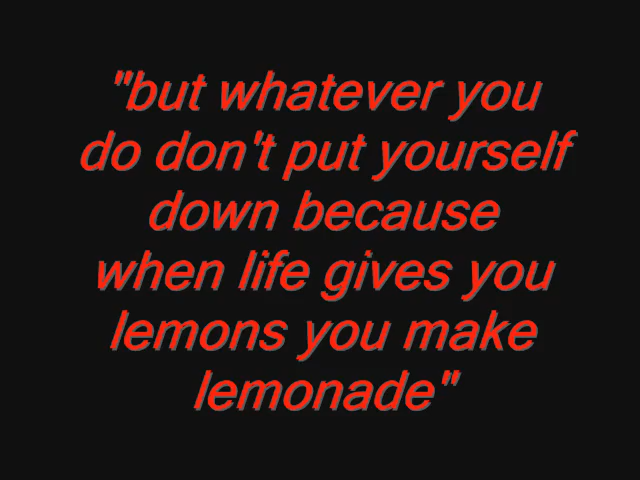 "but whatever you
do don't put yourself
down because
when life gives you
lemons you make
lemonade"